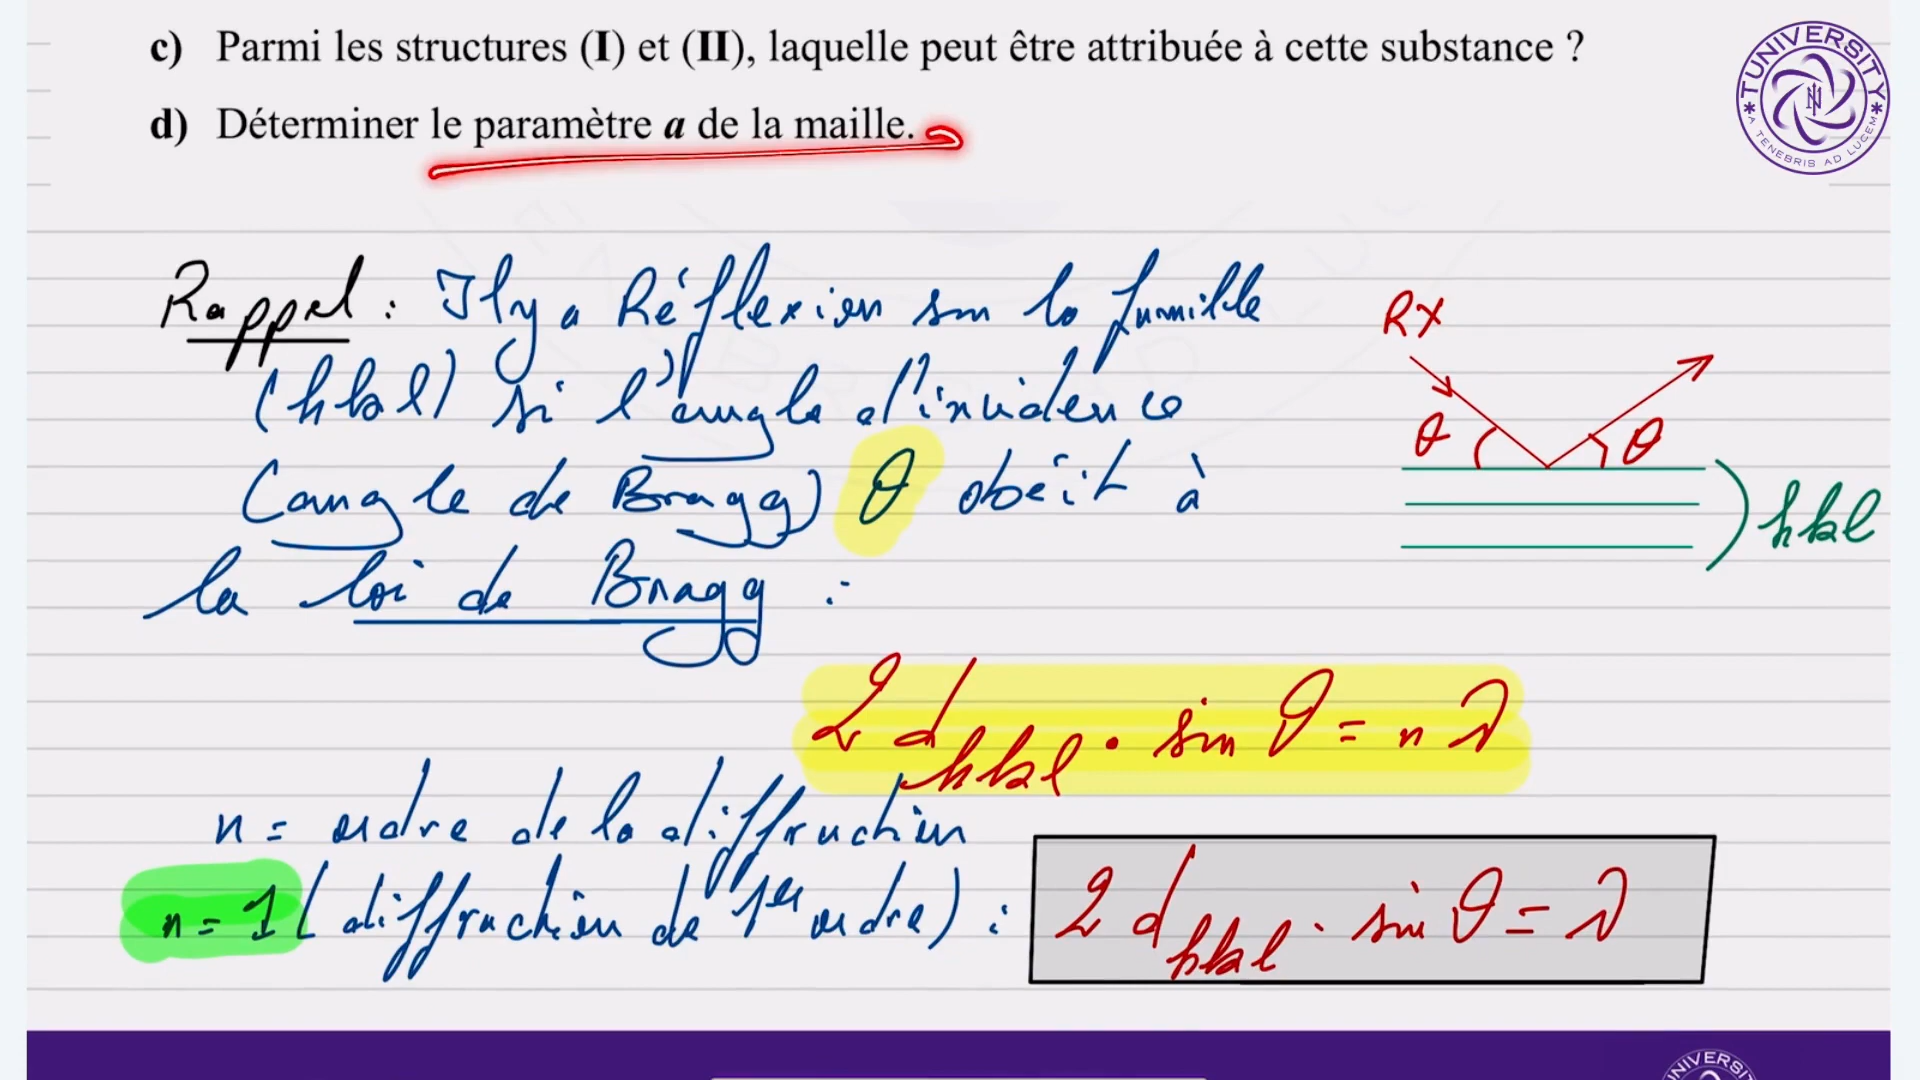 c) Parmi les structures (I) et (II), laquelle peut être attribuée à cette substance ?
d) Déterminer le paramètre a de la maille.
TUNIVERSITY
A TENEBRIS AD LUCEM
Rappel : Il y a Réflexion sur la famille
(hkl) si l'angle d'incidence
(angle de Bragg) θ obéit à
la loi de Bragg :
RX
θ θ
hkl
2 d hkl . sin θ = n λ
n = ordre de la diffraction
n = 1 ( diffraction de 1er ordre) : 2 d hkl . sin θ = λ